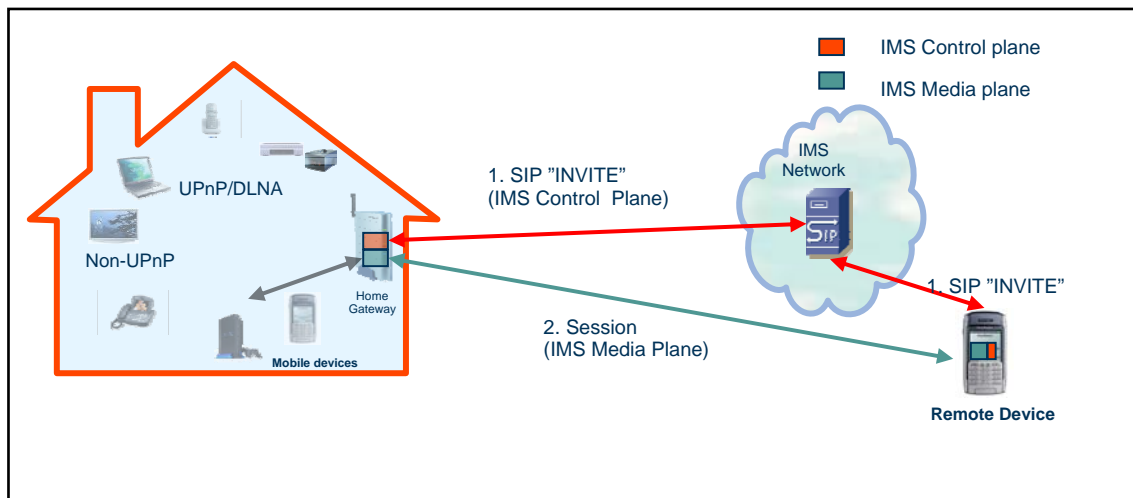 IMS Control plane
IMS Media plane
IMS
Network
SIP
1. SIP "INVITE"
(IMS Control Plane)
1. SIP "INVITE"
UPnP/DLNA
Non-UPnP
Home
Gateway
2. Session
(IMS Media Plane)
Mobile devices
Remote Device